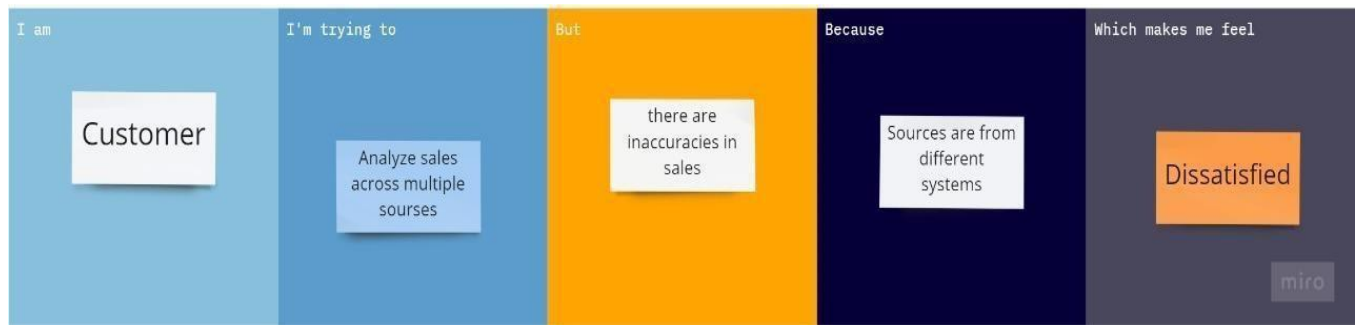 I am
Customer
I'm trying to
Analyze sales
across multiple
sourses
But
there are
inaccuracies in
sales
Because
Sources are from
different
systems
Which makes me feel
Dissatisfied
miro